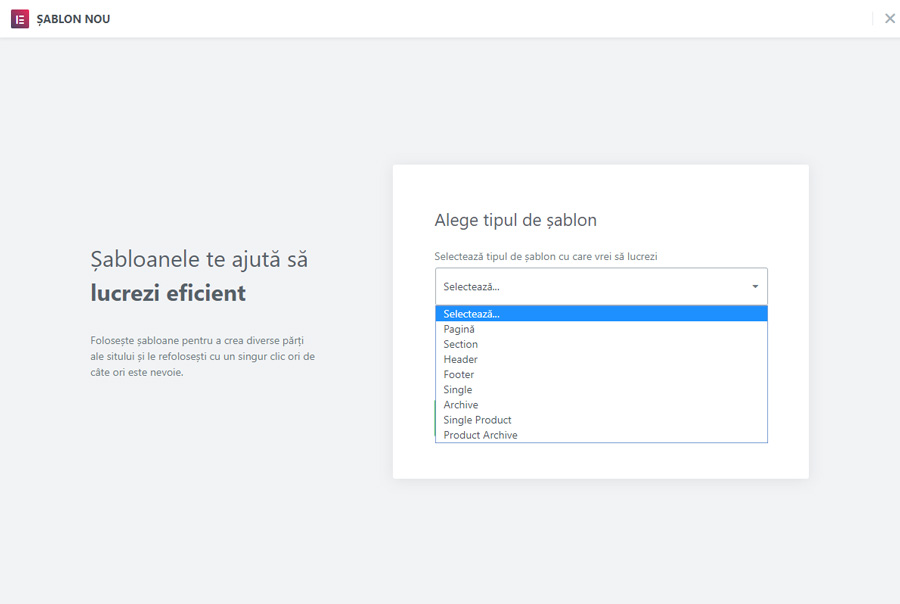 ȘABLON NOU
Șabloanele te ajută să
lucrezi eficient
Folosește șabloane pentru a crea diverse părți
ale sitului și le refolosești cu un singur clic ori de
câte ori este nevoie.
Alege tipul de șablon
Selectează tipul de șablon cu care vrei să lucrezi
Selectează...
Selectează...
Pagină
Section
Header
Footer
Single
Archive
Single Product
Product Archive